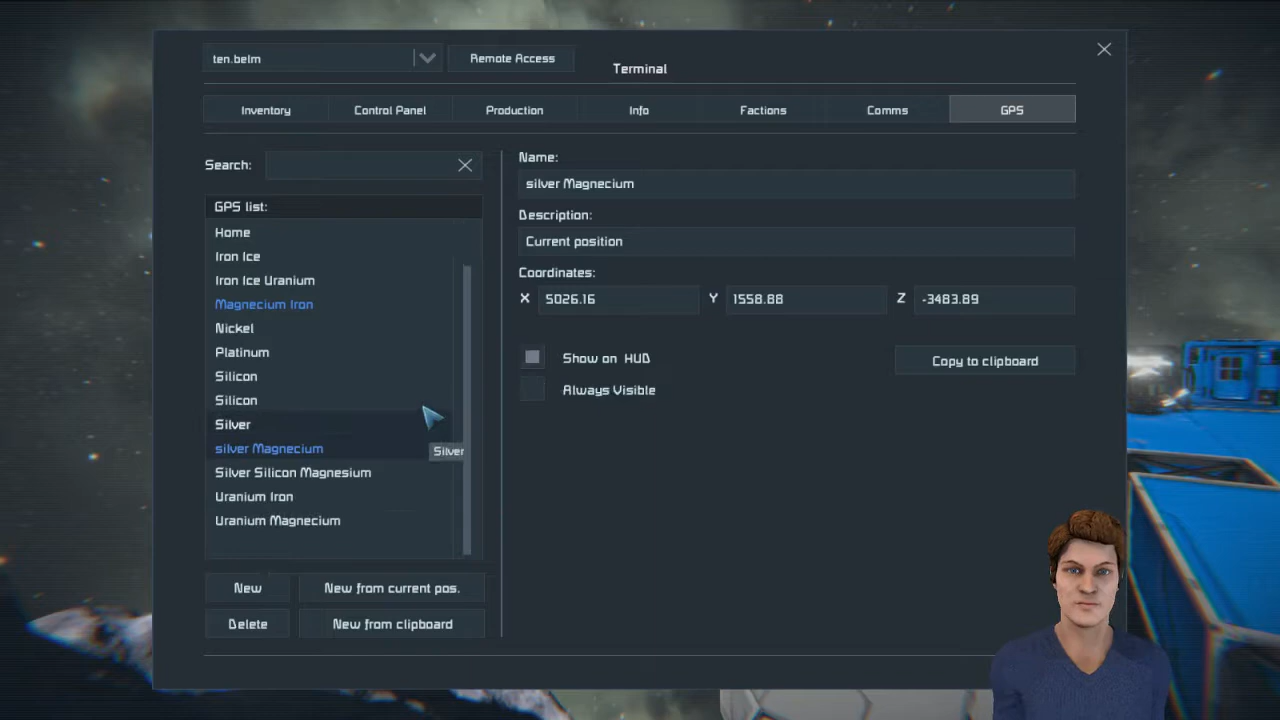 ten.belm
Remote Access
Terminal
Inventory
Control Panel
Production
Info
Factions
Comms
GPS
Search:
GPS list:
Home
Iron Ice
Iron Ice Uranium
Magnecium Iron
Nickel
Platinum
Silicon
Silicon
Silver
silver Magnecium
Silver
Silver Silicon Magnesium
Uranium Iron
Uranium Magnecium
New
New from current pos.
Delete
New from clipboard
Name:
silver Magnecium
Description:
Current position
Coordinates:
X 5026.16 Y 1558.88 Z -3483.89
Show on HUD
Copy to clipboard
Always Visible